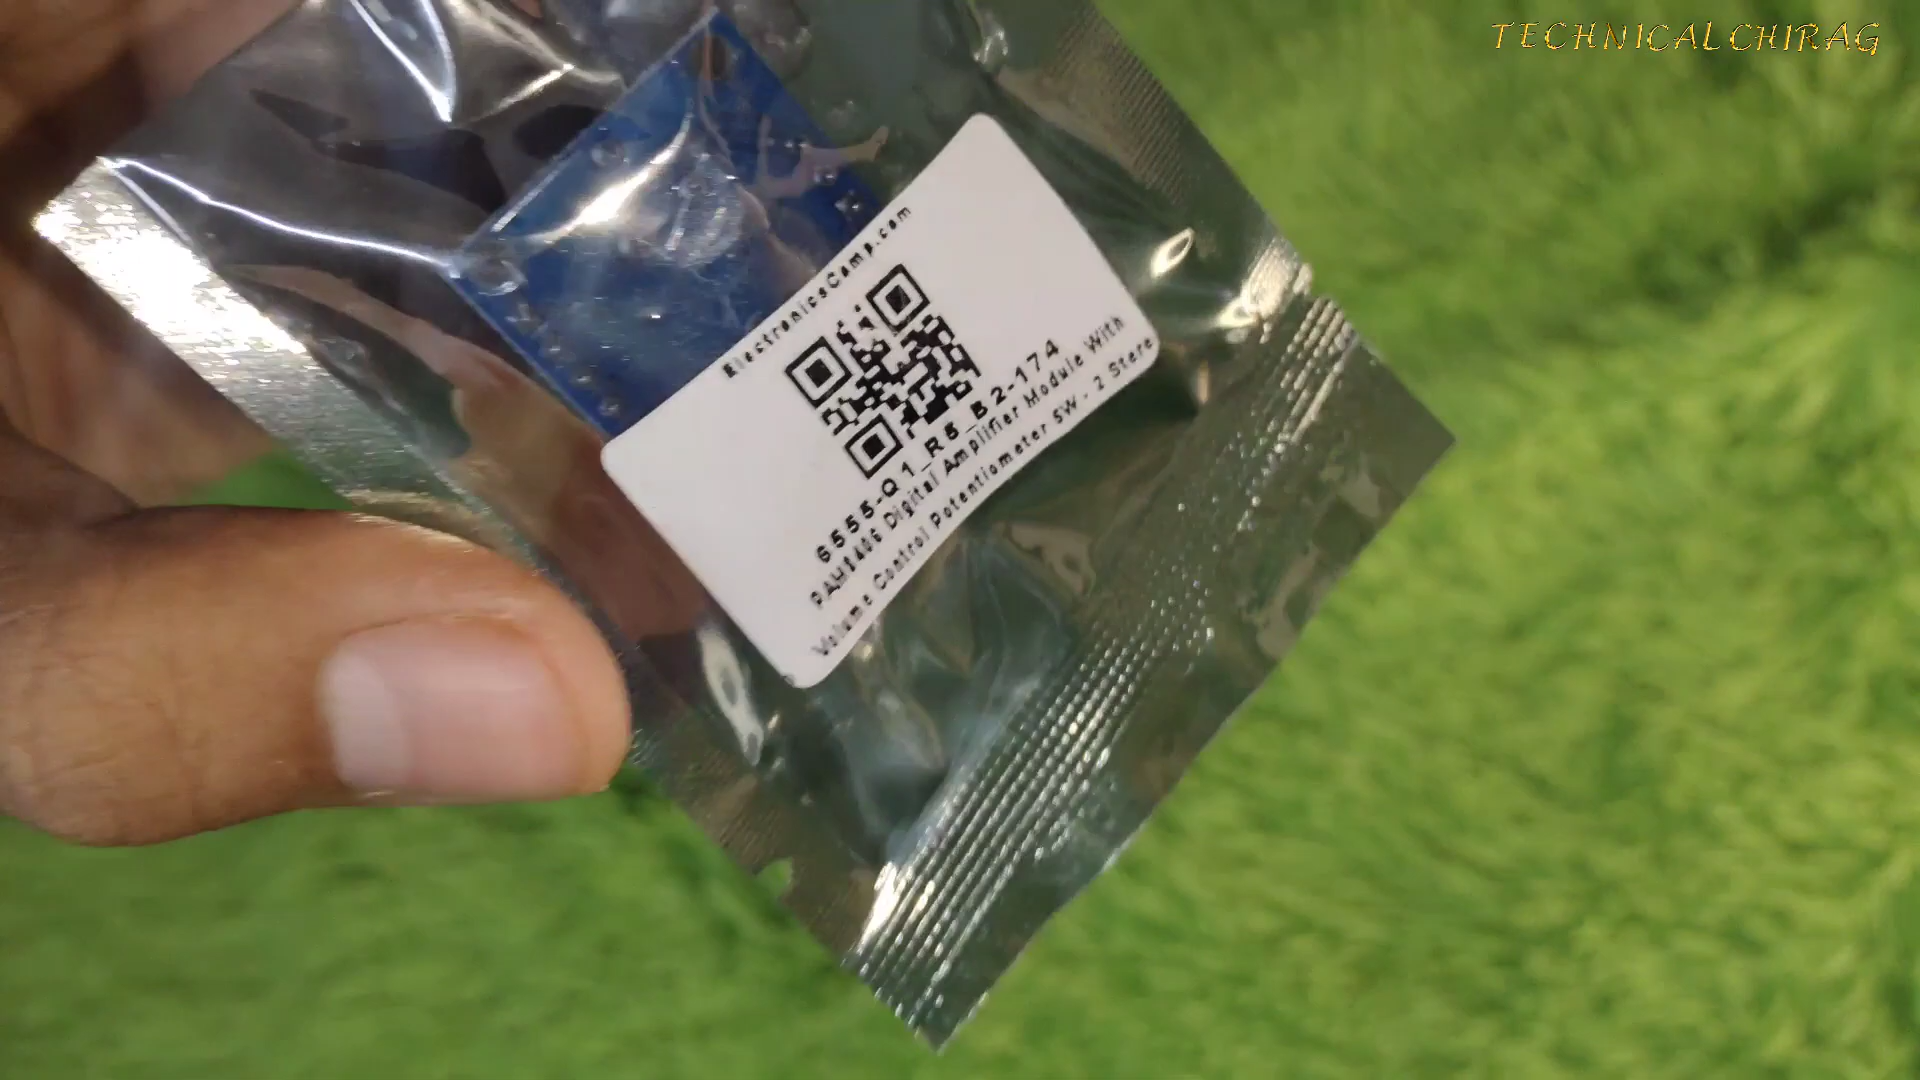 TECHNICAL CHIRAG
ElectronicsComp.com
6555-Q1_R5_B2-174
PAM8406 Digital Amplifier Module With
Volume Control Potentiometer 5W - 2 Stere